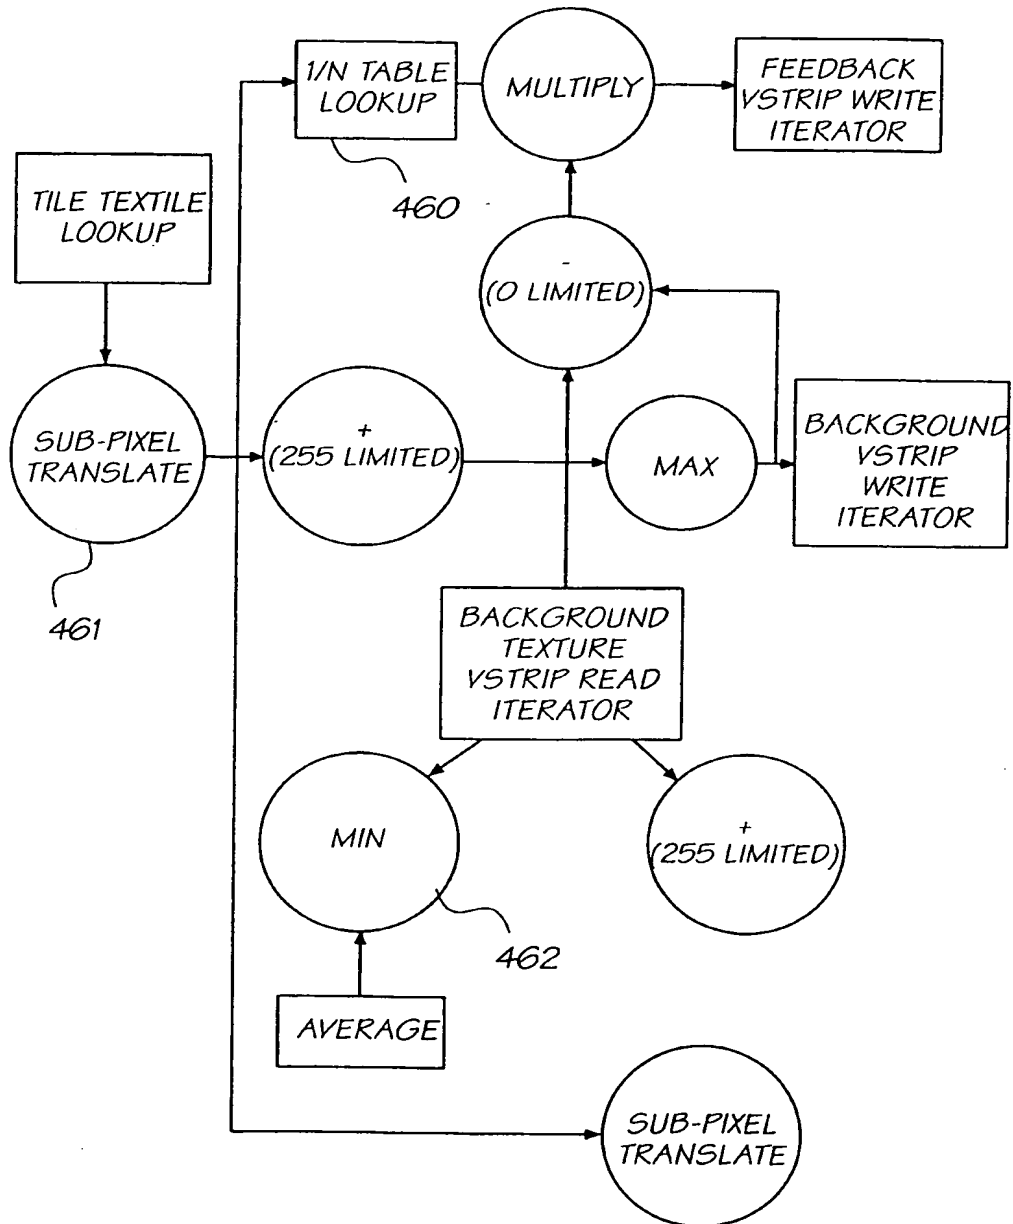 1/N TABLE
LOOKUP
460
MULTIPLY
FEEDBACK
VSTRIP WRITE
ITERATOR
TILE TEXTILE
LOOKUP
-
(0 LIMITED)
SUB-PIXEL
TRANSLATE
461
+
(255 LIMITED)
MAX
BACKGROUND
VSTRIP
WRITE
ITERATOR
BACKGROUND
TEXTURE
VSTRIP READ
ITERATOR
MIN
462
+
(255 LIMITED)
AVERAGE
SUB-PIXEL
TRANSLATE